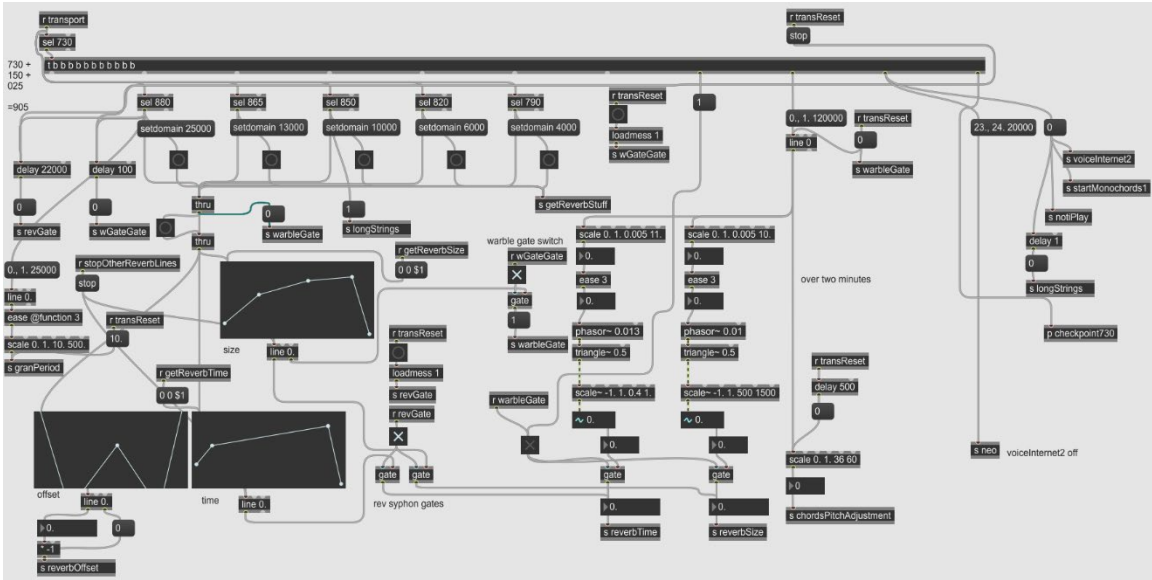 r transport
r transReset
sel 730
stop
730 +
150 +
025
=905
t b b b b b b b b b b b b
sel 880
sel 865
sel 850
sel 820
sel 790
r transReset
1
0., 1. 120000
r transReset
setdomain 25000
setdomain 13000
setdomain 10000
setdomain 6000
setdomain 4000
loadmess 1
s wGateGate
line 0
0
23., 24. 20000
0
s voiceInternet2
s warbleGate
s startMonochords1
delay 22000
delay 100
0
0
thru
0
1
s getReverbStuff
s notiPlay
s revGate
s wGateGate
s warbleGate
s longStrings
thru
delay 1
0
s longStrings
r getReverbSize
0 0 $1
warble gate switch
r wGateGate
scale 0. 1. 0.005 11.
scale 0. 1. 0.005 10.
0.
0.
r stopOtherReverbLines
stop
0., 1. 25000
line 0.
ease @function 3
scale 0. 1. 10. 500.
s granPeriod
r transReset
10.
ease 3
ease 3
0.
0.
over two minutes
gate
1
s warbleGate
r transReset
loadmess 1
s revGate
r revGate
phasor~ 0.013
phasor~ 0.01
triangle~ 0.5
triangle~ 0.5
p checkpoint730
size
line 0.
r getReverbTime
0 0 $1
r transReset
delay 500
0
r warbleGate
scale~ -1. 1. 0.4 1.
scale~ -1. 1. 500 1500
0.
0.
0.
0.
s neo
voiceInternet2 off
scale 0. 1. 36 60
0
s chordsPitchAdjustment
gate
gate
rev syphon gates
gate
gate
0.
0.
s reverbTime
s reverbSize
offset
line 0.
time
line 0.
0.
0
* -1
s reverbOffset